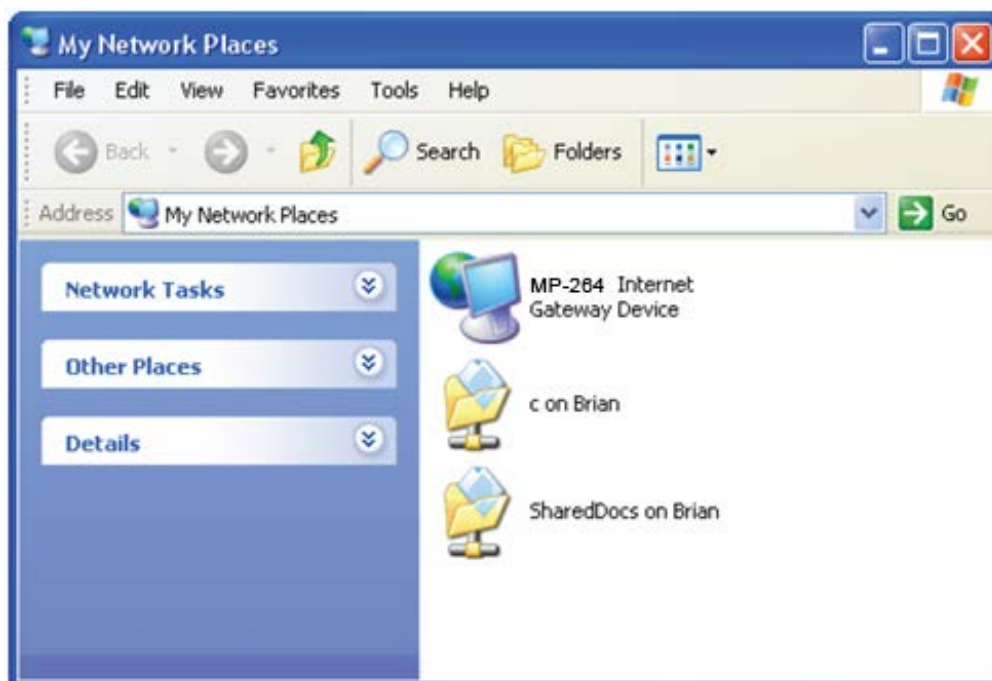 My Network Places
File Edit View Favorites Tools Help
Back Search Folders
Address My Network Places Go
Network Tasks
Other Places
Details
MP-264 Internet
Gateway Device
c on Brian
SharedDocs on Brian